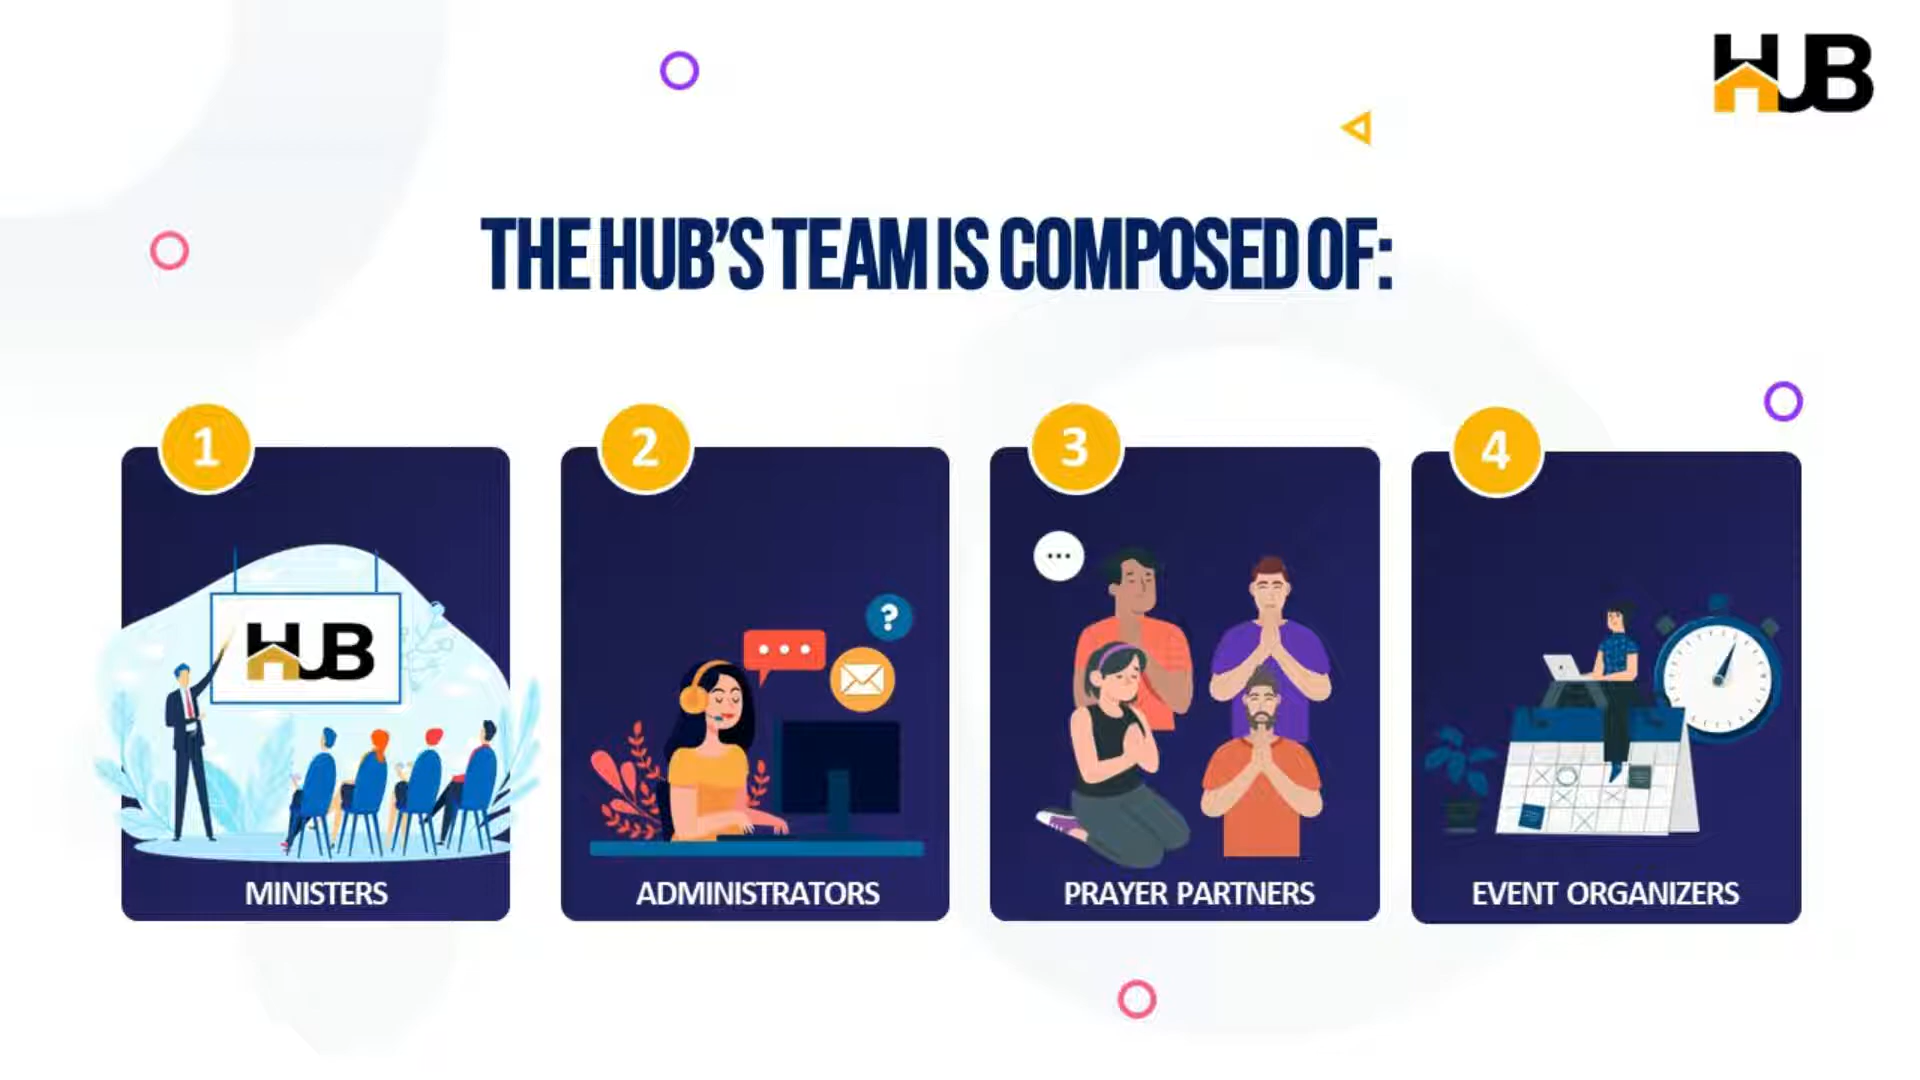 HUB
THE HUB'S TEAM IS COMPOSED OF:
1
2
3
4
HUB
?
MINISTERS
ADMINISTRATORS
PRAYER PARTNERS
EVENT ORGANIZERS